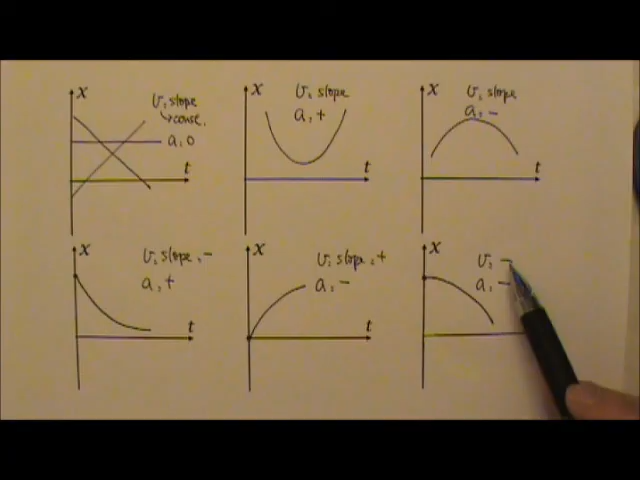 x
v, slope
↳ const.
a, 0
t
x
v, slope
a, +
t
x
v, slope
a, −
t
x
v, slope, −
a, +
t
x
v, slope, +
a, −
t
x
v, −
a, −